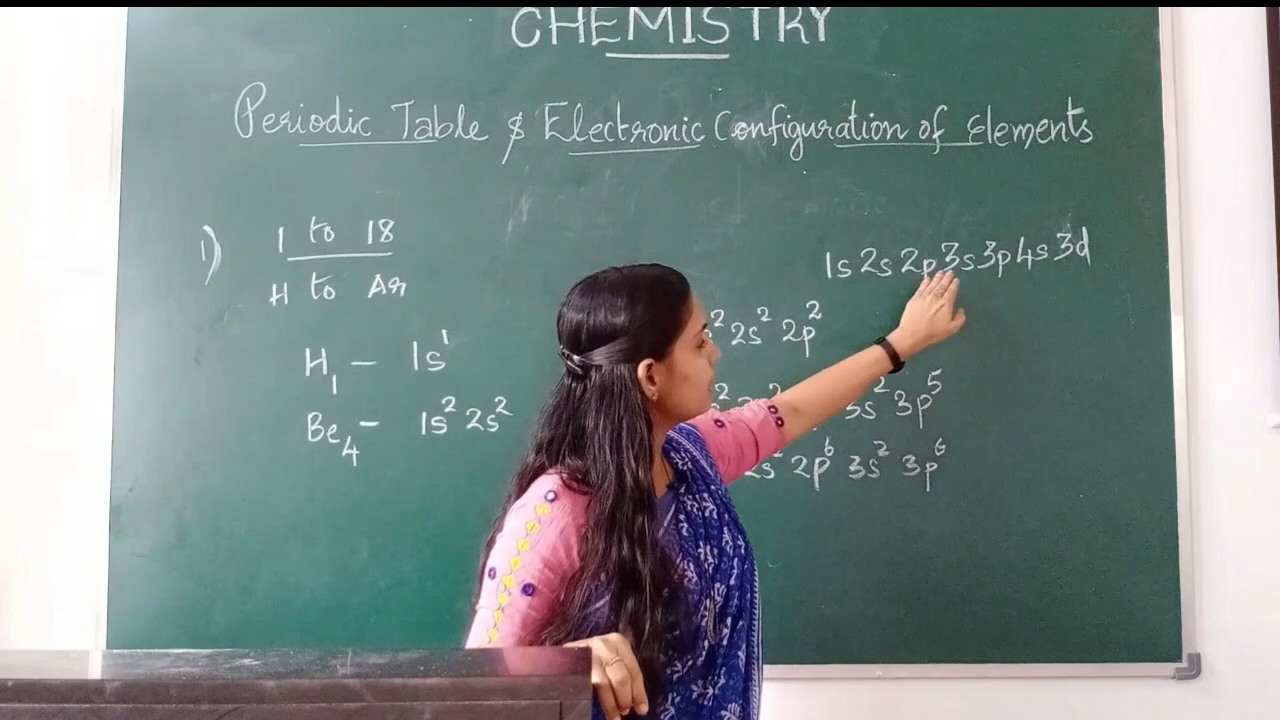 CHEMISTRY
Periodic Table & Electronic Configuration of Elements
1) 1 to 18
H to Ar
1s 2s 2p 3s 3p 4s 3d
H₁ – 1s¹
Be₄ – 1s² 2s²
2s² 2p²
3s² 3p⁵
2s² 2p⁶ 3s² 3p⁶